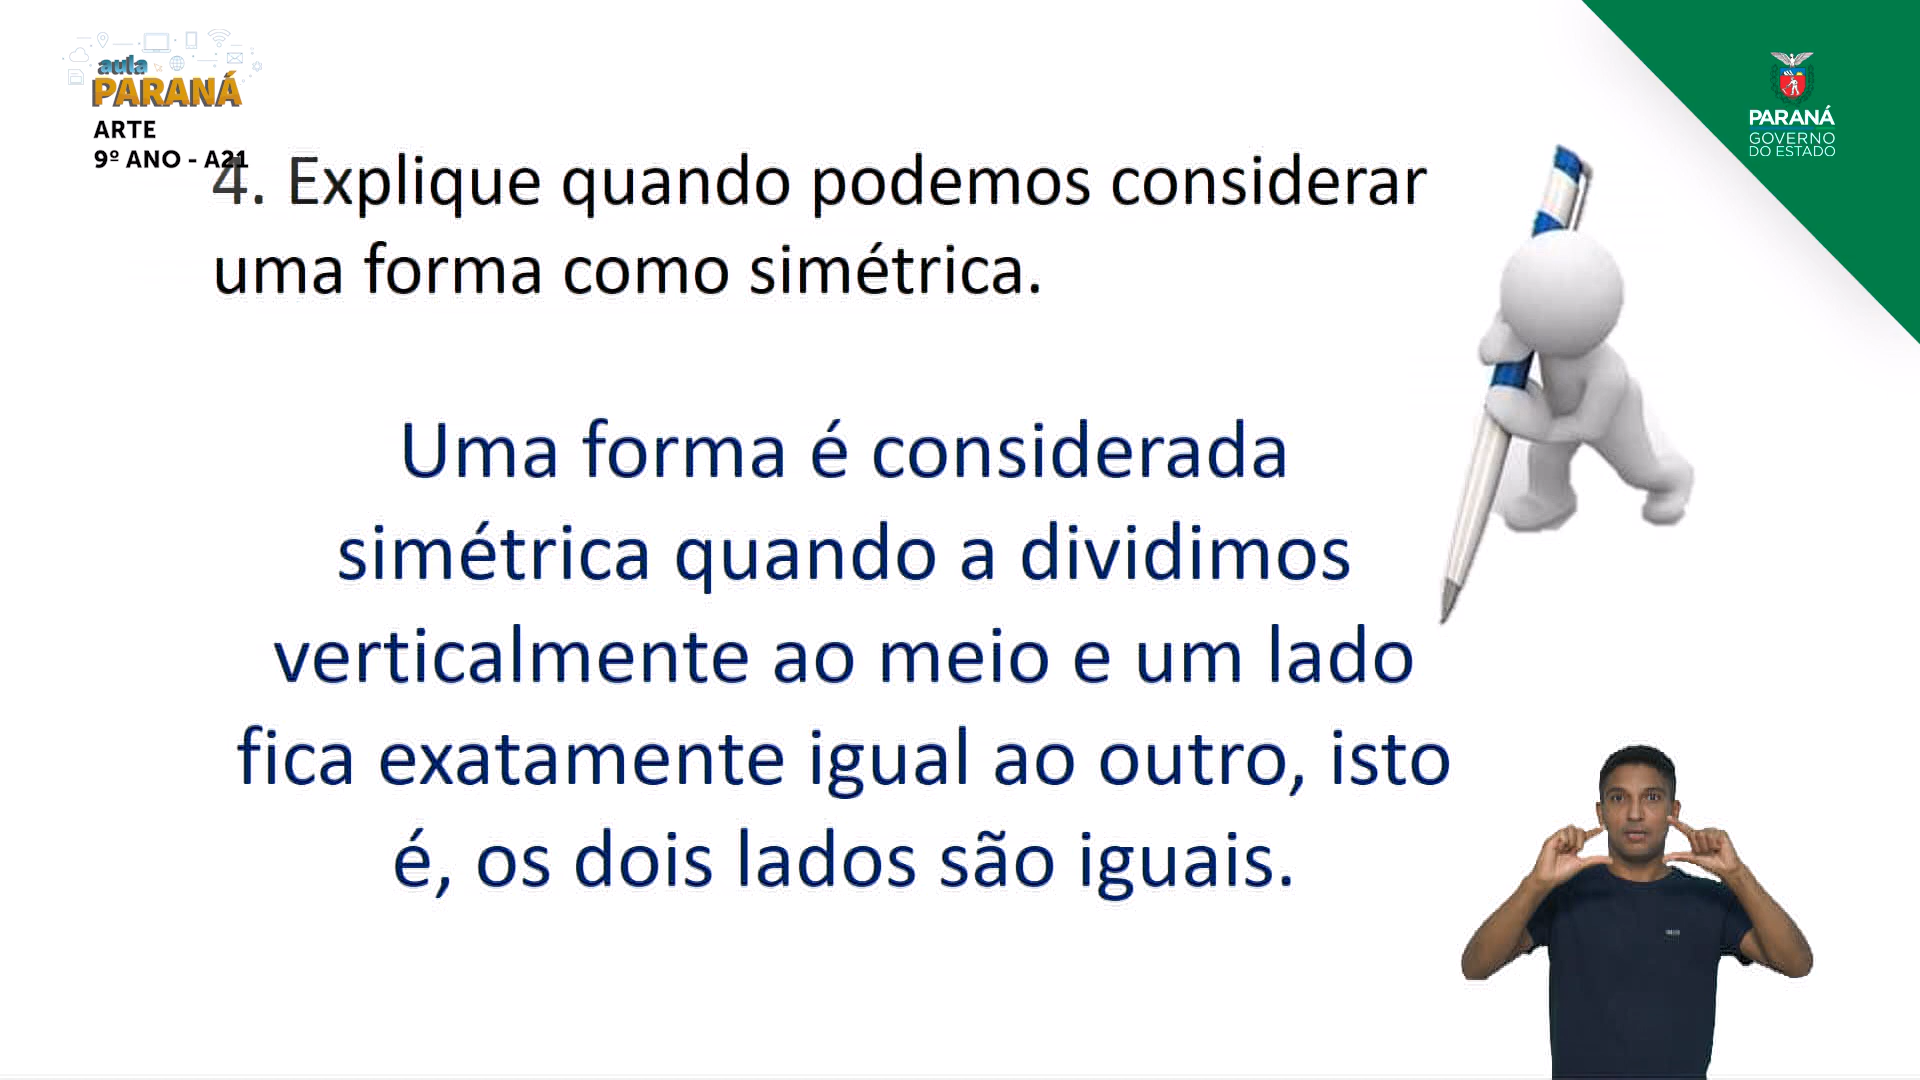 aula
PARANÁ
ARTE
9º ANO - A21
PARANÁ
GOVERNO
DO ESTADO
4. Explique quando podemos considerar
uma forma como simétrica.
Uma forma é considerada
simétrica quando a dividimos
verticalmente ao meio e um lado
fica exatamente igual ao outro, isto
é, os dois lados são iguais.